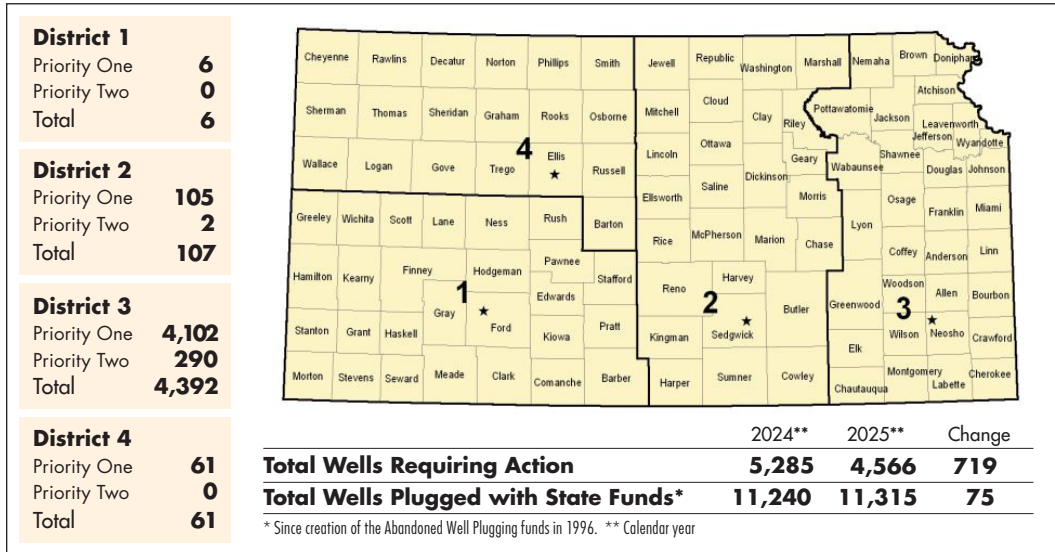 District 1
Priority One 6
Priority Two 0
Total 6
District 2
Priority One 105
Priority Two 2
Total 107
District 3
Priority One 4,102
Priority Two 290
Total 4,392
District 4
Priority One 61
Priority Two 0
Total 61
Cheyenne Rawlins Decatur Norton Phillips Smith Jewell Republic Washington Marshall Nemaha Brown Doniphan
Atchison
Sherman Thomas Sheridan Graham Rooks Osborne Mitchell Cloud Clay Riley Pottawatomie Jackson Leavenworth
Jefferson Wyandotte
4
Wallace Logan Gove Trego Ellis Russell Lincoln Ottawa Geary Wabaunsee Shawnee Douglas Johnson
Ellsworth Saline Dickinson Morris Osage Franklin Miami
Greeley Wichita Scott Lane Ness Rush Barton Rice McPherson Marion Chase Lyon
Coffey Anderson Linn
Hamilton Kearny Finney Hodgeman Pawnee Stafford Reno Harvey Butler Greenwood Woodson Allen Bourbon
1 2 3
Gray Ford Edwards
Stanton Grant Haskell Kiowa Pratt Kingman Sedgwick Wilson Neosho Crawford
Elk
Morton Stevens Seward Meade Clark Comanche Barber Harper Sumner Cowley Chautauqua Montgomery Labette Cherokee
2024** 2025** Change
Total Wells Requiring Action 5,285 4,566 719
Total Wells Plugged with State Funds* 11,240 11,315 75
* Since creation of the Abandoned Well Plugging funds in 1996. ** Calendar year